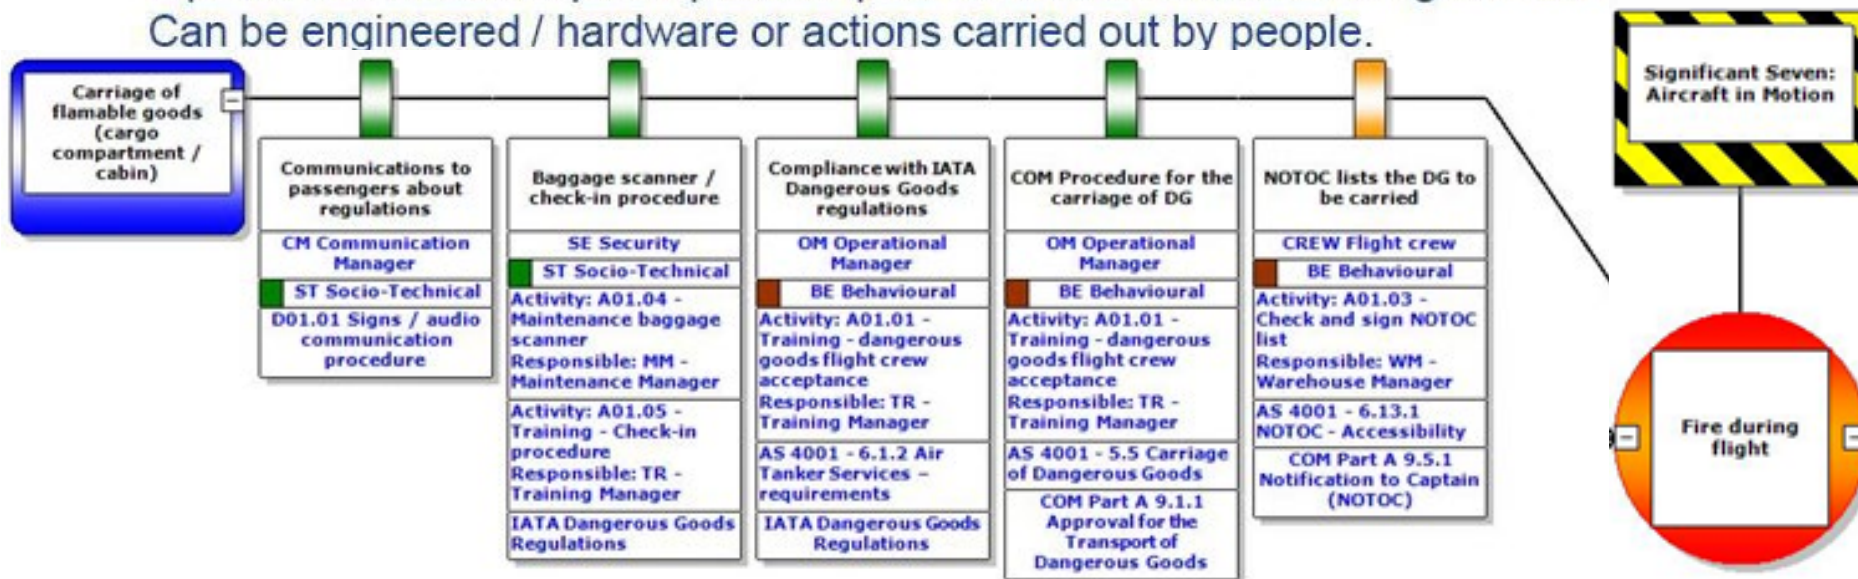 Can be engineered / hardware or actions carried out by people.
Carriage of
flamable goods
(cargo
compartment /
cabin)
Communications to
passengers about
regulations
CM Communication
Manager
ST Socio-Technical
D01.01 Signs / audio
communication
procedure
Baggage scanner /
check-in procedure
SE Security
ST Socio-Technical
Activity: A01.04 -
Maintenance baggage
scanner
Responsible: MM -
Maintenance Manager
Activity: A01.05 -
Training - Check-in
procedure
Responsible: TR -
Training Manager
IATA Dangerous Goods
Regulations
Compliance with IATA
Dangerous Goods
regulations
OM Operational
Manager
BE Behavioural
Activity: A01.01 -
Training - dangerous
goods flight crew
acceptance
Responsible: TR -
Training Manager
AS 4001 - 6.1.2 Air
Tanker Services –
requirements
IATA Dangerous Goods
Regulations
COM Procedure for the
carriage of DG
OM Operational
Manager
BE Behavioural
Activity: A01.01 -
Training - dangerous
goods flight crew
acceptance
Responsible: TR -
Training Manager
AS 4001 - 5.5 Carriage
of Dangerous Goods
COM Part A 9.1.1
Approval for the
Transport of
Dangerous Goods
NOTOC lists the DG to
be carried
CREW Flight crew
BE Behavioural
Activity: A01.03 -
Check and sign NOTOC
list
Responsible: WM -
Warehouse Manager
AS 4001 - 6.13.1
NOTOC - Accessibility
COM Part A 9.5.1
Notification to Captain
(NOTOC)
Significant Seven:
Aircraft in Motion
Fire during
flight